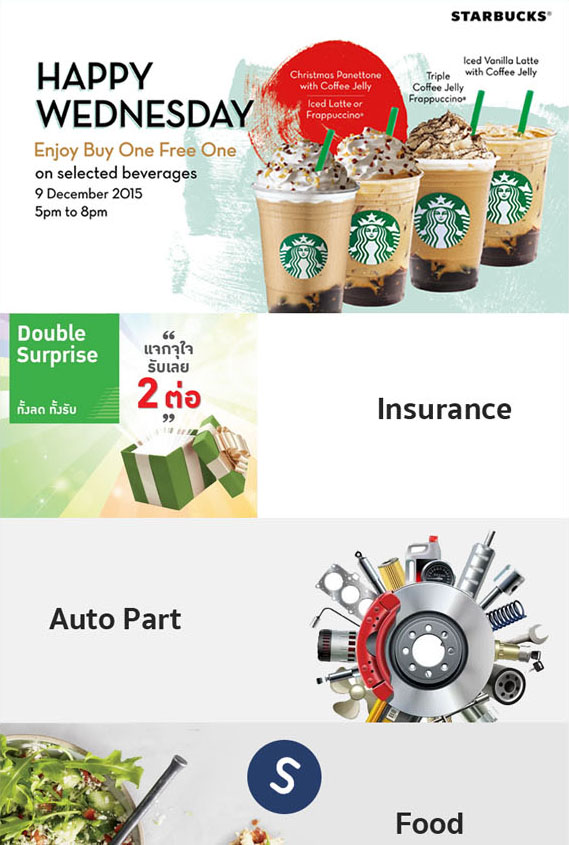 STARBUCKS®
HAPPY
WEDNESDAY
Enjoy Buy One Free One
on selected beverages
9 December 2015
5pm to 8pm
Christmas Panettone
with Coffee Jelly
Iced Latte or
Frappuccino®
Triple
Coffee Jelly
Frappuccino®
Iced Vanilla Latte
with Coffee Jelly
Double
Surprise
ทั้งลด ทั้งรับ
“
แจกจุใจ
รับเลย
2 ต่อ
”
Insurance
Auto Part
S
Food